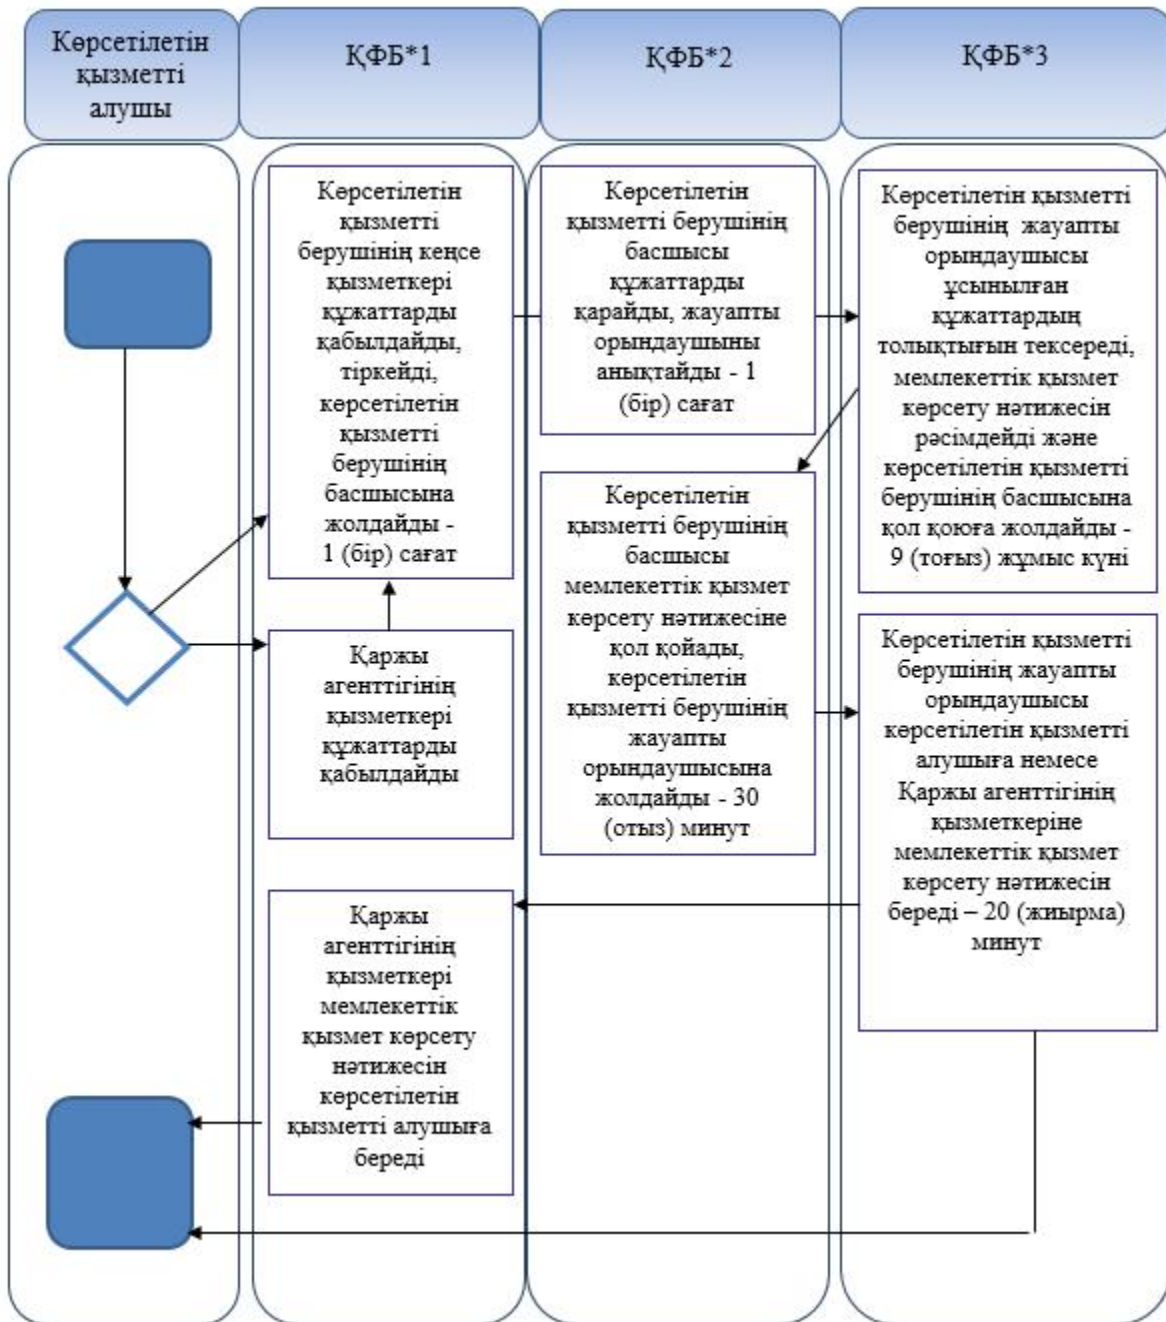 Көрсетілетін
қызметті
алушы
ҚФБ*1
ҚФБ*2
ҚФБ*3
Көрсетілетін
қызметті
берушінің кеңсе
қызметкері
құжаттарды
қабылдайды,
тіркейді,
көрсетілетін
қызметті
берушінің
басшысына
жолдайды -
1 (бір) сағат
Көрсетілетін
қызметті берушінің
басшысы
құжаттарды
қарайды, жауапты
орындаушыны
анықтайды - 1
(бір) сағат
Көрсетілетін қызметті
берушінің жауапты
орындаушысы
ұсынылған
құжаттардың
толықтығын тексереді,
мемлекеттік қызмет
көрсету нәтижесін
рәсімдейді және
көрсетілетін қызметті
берушінің басшысына
қол қоюға жолдайды -
9 (тоғыз) жұмыс күні
Қаржы
агенттігінің
қызметкері
құжаттарды
қабылдайды
Көрсетілетін
қызметті берушінің
басшысы
мемлекеттік қызмет
көрсету нәтижесіне
қол қояды,
көрсетілетін
қызметті берушінің
жауапты
орындаушысына
жолдайды - 30
(отыз) минут
Көрсетілетін қызметті
берушінің жауапты
орындаушысы
көрсетілетін қызметті
алушыға немесе
Қаржы агенттігінің
қызметкеріне
мемлекеттік қызмет
көрсету нәтижесін
береді – 20 (жиырма)
минут
Қаржы
агенттігінің
қызметкері
мемлекеттік
қызмет көрсету
нәтижесін
көрсетілетін
қызметті алушыға
береді